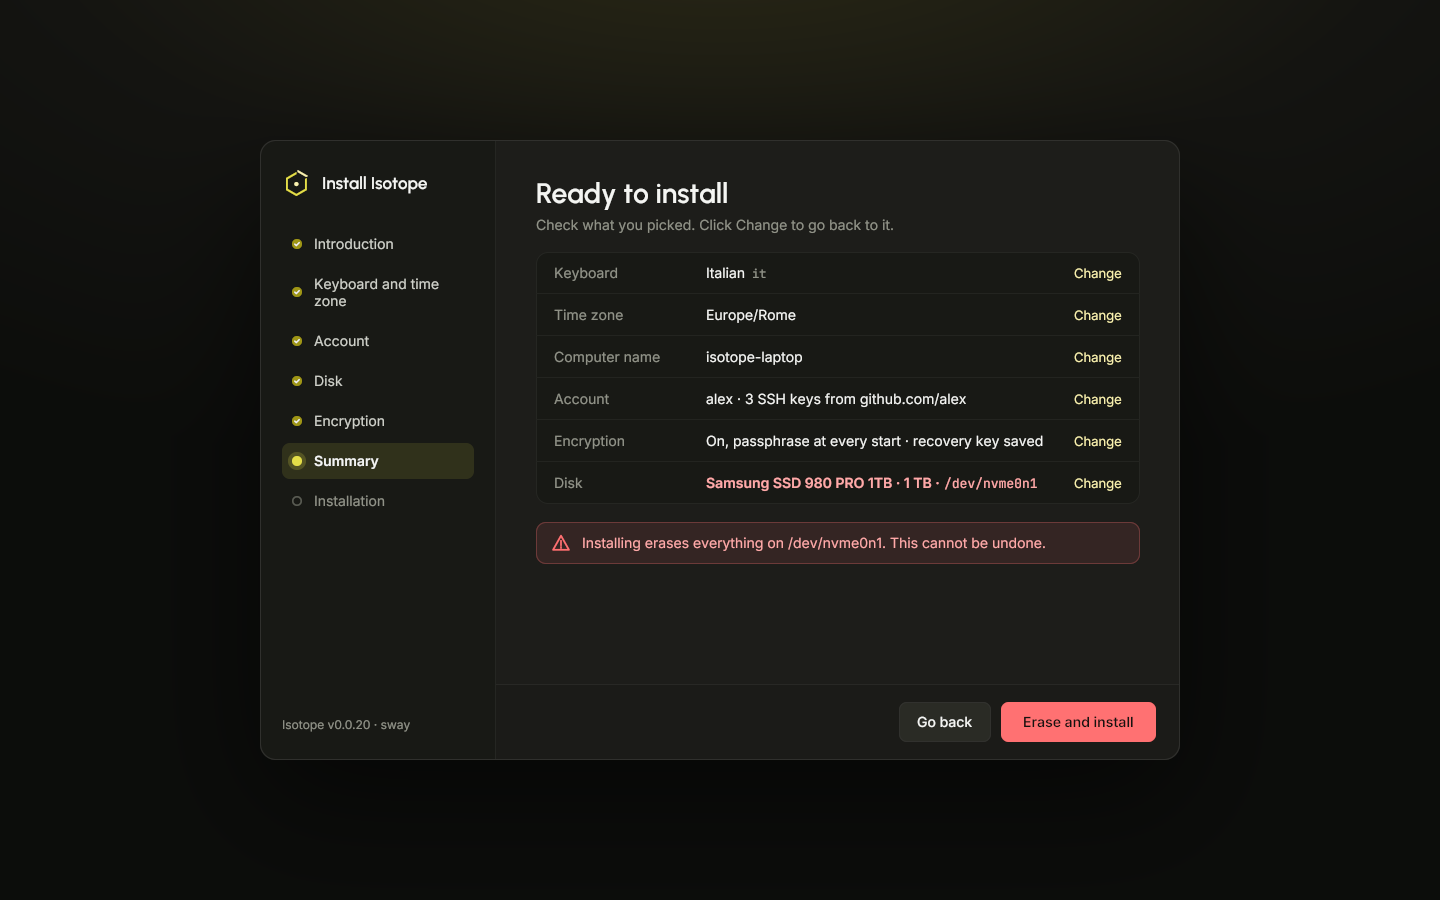 Install Isotope
Introduction
Keyboard and time
zone
Account
Disk
Encryption
Summary
Installation
Isotope v0.0.20 · sway
Ready to install
Check what you picked. Click Change to go back to it.
Keyboard Italian it Change
Time zone Europe/Rome Change
Computer name isotope-laptop Change
Account alex · 3 SSH keys from github.com/alex Change
Encryption On, passphrase at every start · recovery key saved Change
Disk Samsung SSD 980 PRO 1TB · 1 TB · /dev/nvme0n1 Change
Installing erases everything on /dev/nvme0n1. This cannot be undone.
Go back Erase and install